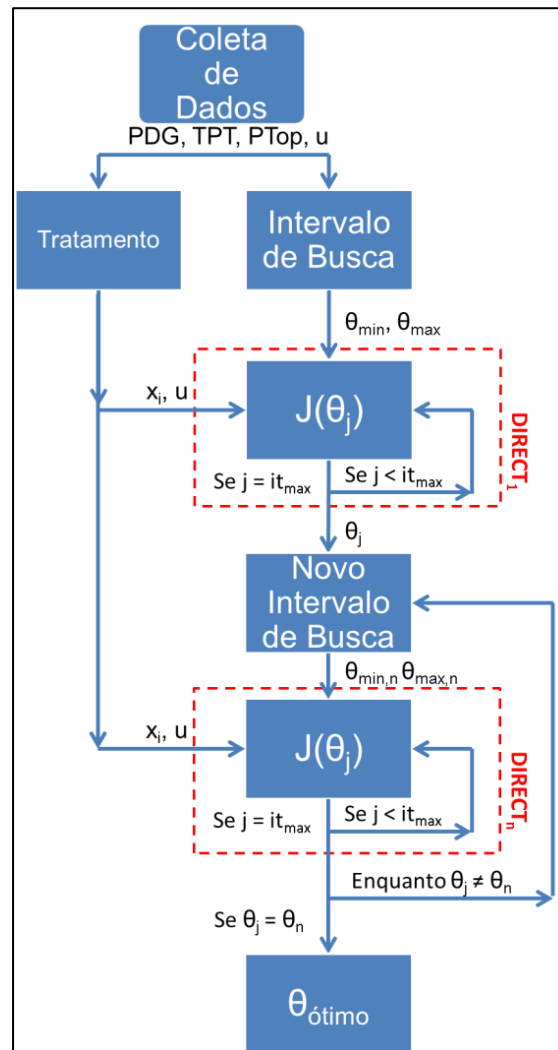 Coleta
de
Dados
PDG, TPT, PTop, u
Tratamento
Intervalo
de Busca
θmin, θmax
xi, u
J(θj)
DIRECT1
Se j = itmax
Se j < itmax
θj
Novo
Intervalo
de Busca
θmin,n θmax,n
xi, u
J(θj)
DIRECTn
Se j = itmax
Se j < itmax
Enquanto θj ≠ θn
Se θj = θn
θótimo